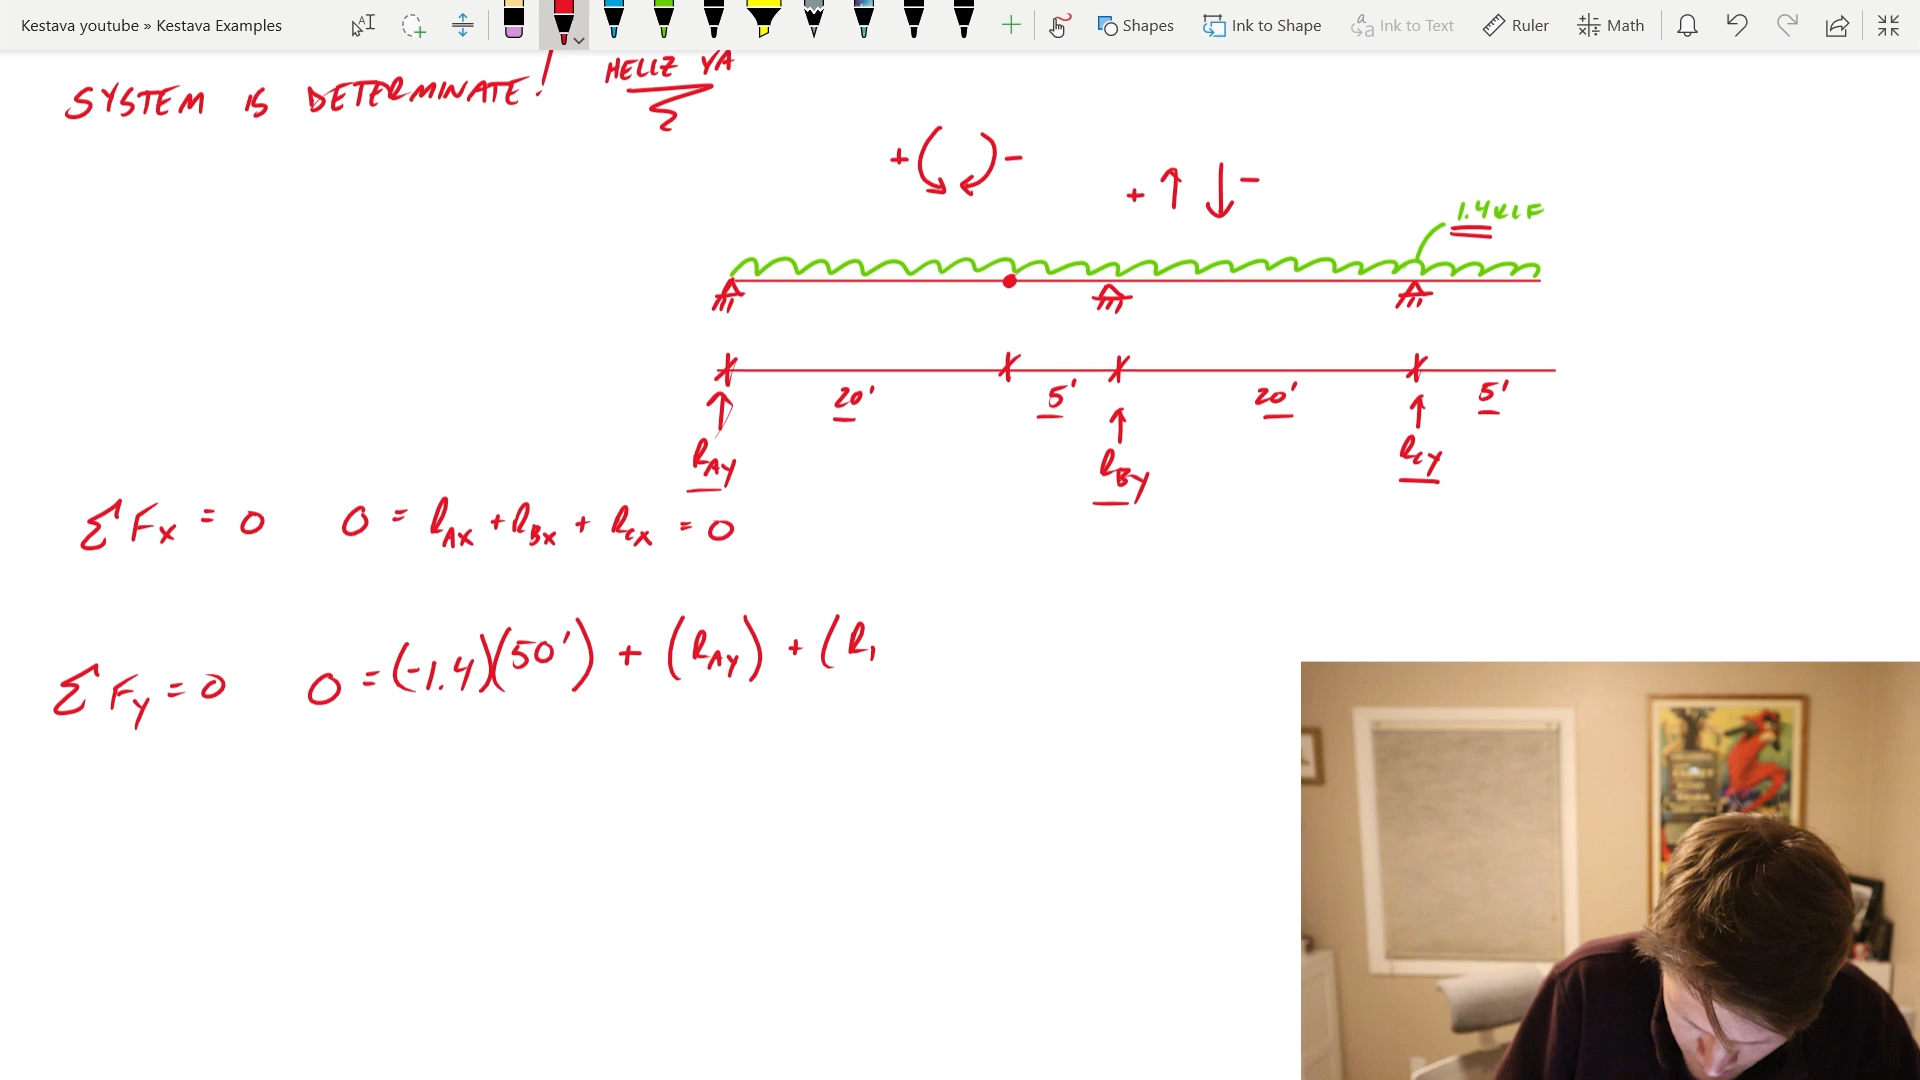 Kestava youtube » Kestava Examples
Shapes
Ink to Shape
Ink to Text
Ruler
Math
SYSTEM IS DETERMINATE!
HELLZ YA
+ -
+ -
1.4 KLF
20' 5' 20' 5'
RAY RBY RCY
ΣFx = 0 0 = RAx + RBx + RCx = 0
ΣFy = 0 0 = (-1.4)(50') + (RAY) + (R